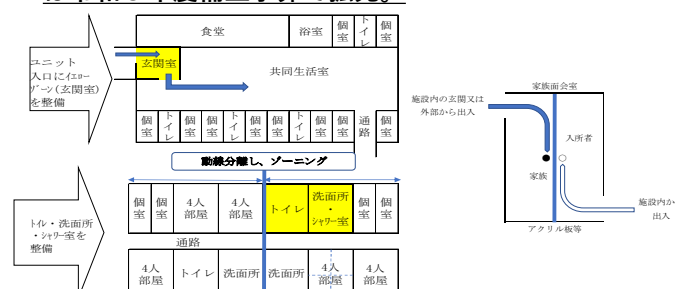 食堂
浴室
個室
トイレ
個室
ユニット
入口にイエロー
ゾーン(玄関室)
を整備
玄関室
共同生活室
個室
トイレ
個室
個室
トイレ
個室
個室
トイレ
個室
個室
通路
個室
動線分離し、ゾーニング
トイレ・洗面所
・シャワー室を
整備
個室
個室
4人
部屋
4人
部屋
トイレ
洗面所
・
シャワー室
個室
個室
通路
4人
部屋
トイレ
洗面所
洗面所
4人
部屋
4人
部屋
家族面会室
施設内の玄関又は
外部から出入
入所者
家族
施設内か
出入
アクリル板等